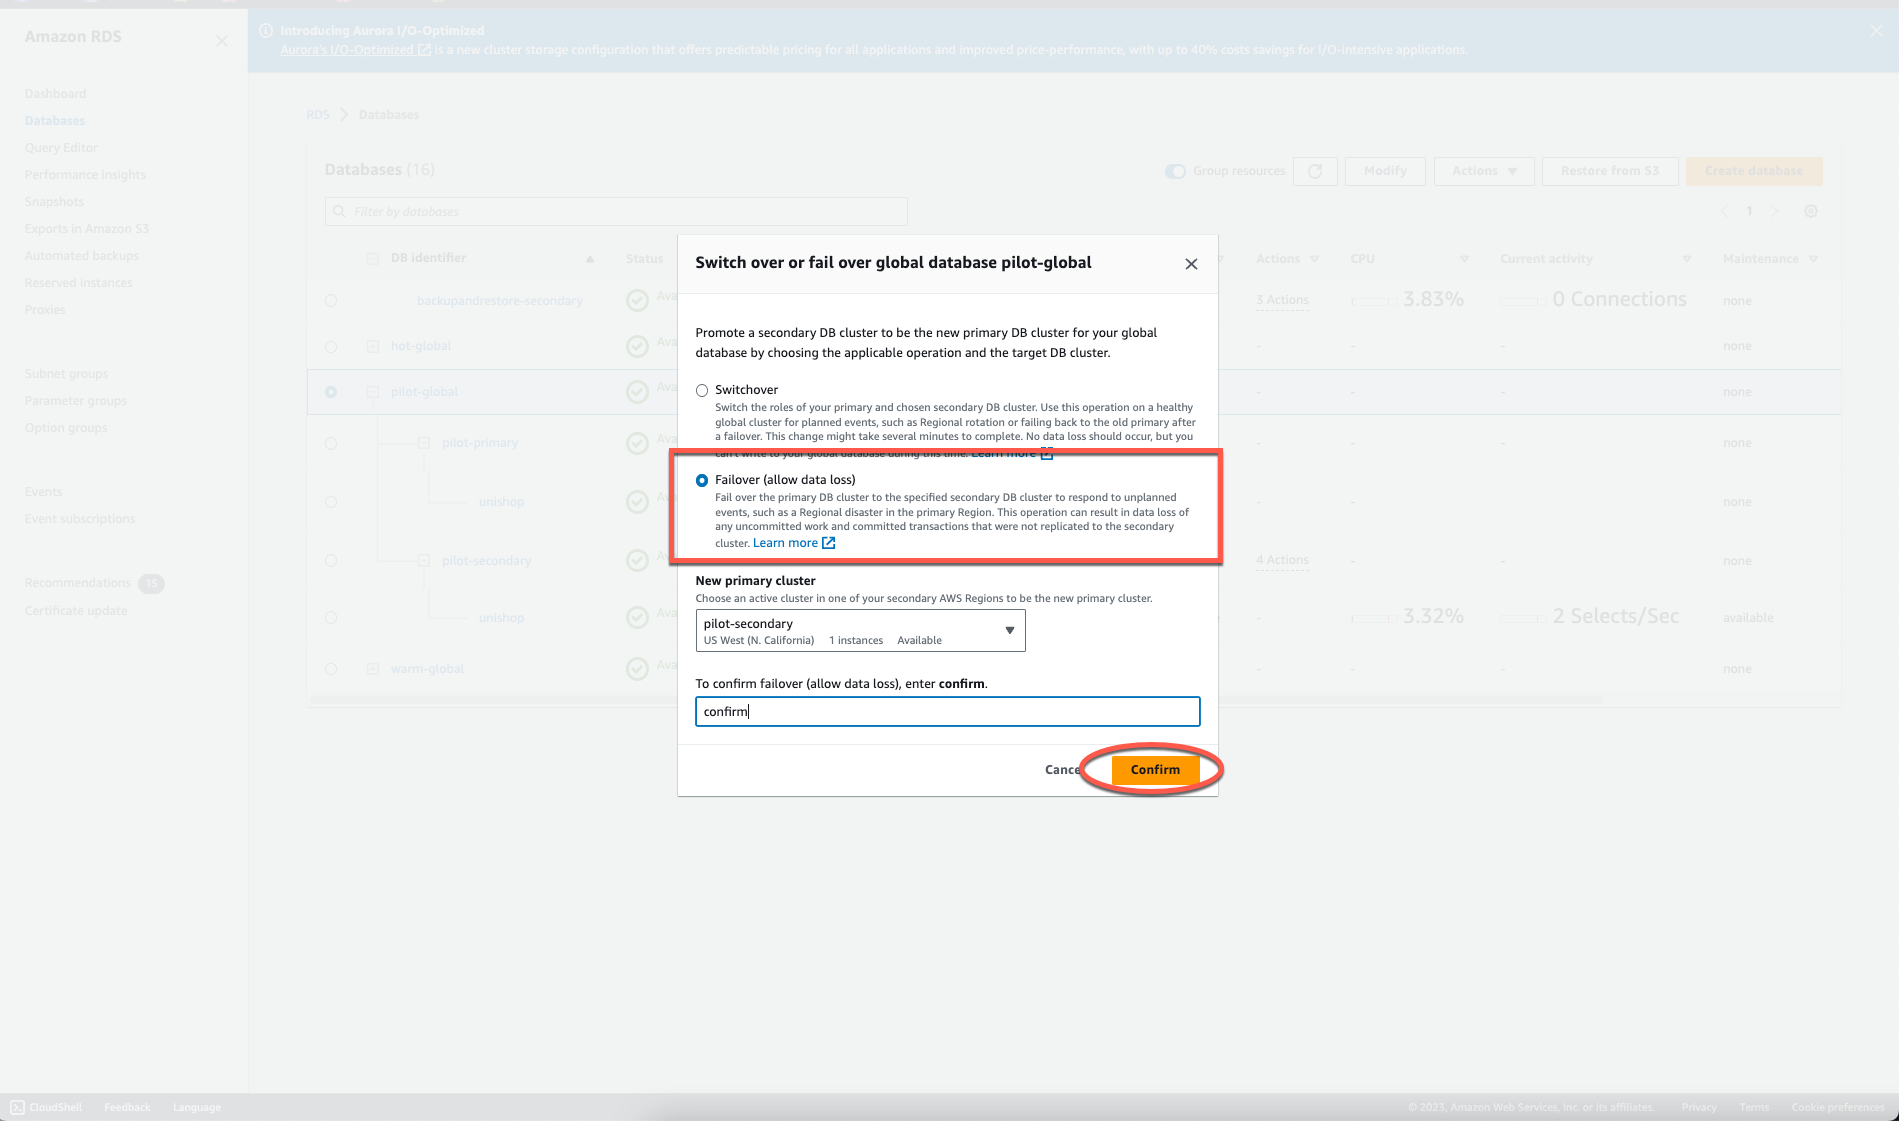 Amazon RDS
Dashboard
Databases
Query Editor
Performance insights
Snapshots
Exports in Amazon S3
Automated backups
Reserved instances
Proxies
Subnet groups
Parameter groups
Option groups
Events
Event subscriptions
Recommendations 15
Certificate update
Introducing Aurora I/O-Optimized
Aurora's I/O-Optimized is a new cluster storage configuration that offers predictable pricing for all applications and improved price-performance, with up to 40% costs savings for I/O-intensive applications.
RDS > Databases
Databases (16)
Group resources
Modify
Actions
Restore from S3
Create database
Filter by databases
1
DB identifier Status Actions CPU Current activity Maintenance
backupandrestore-secondary Ava 3 Actions 3.83% 0 Connections none
hot-global Ava - - - none
pilot-global Ava - - - none
pilot-primary Ava - - - none
unishop Ava - - - none
pilot-secondary Ava 4 Actions - - none
unishop Ava 3.32% 2 Selects/Sec available
warm-global Ava - - - none
Switch over or fail over global database pilot-global
Promote a secondary DB cluster to be the new primary DB cluster for your global
database by choosing the applicable operation and the target DB cluster.
Switchover
Switch the roles of your primary and chosen secondary DB cluster. Use this operation on a healthy
global cluster for planned events, such as Regional rotation or failing back to the old primary after
a failover. This change might take several minutes to complete. No data loss should occur, but you
can't write to your global database during this time. Learn more
Failover (allow data loss)
Fail over the primary DB cluster to the specified secondary DB cluster to respond to unplanned
events, such as a Regional disaster in the primary Region. This operation can result in data loss of
any uncommitted work and committed transactions that were not replicated to the secondary
cluster. Learn more
New primary cluster
Choose an active cluster in one of your secondary AWS Regions to be the new primary cluster.
pilot-secondary
US West (N. California) 1 instances Available
To confirm failover (allow data loss), enter confirm.
confirm
Cance
Confirm
CloudShell Feedback Language
© 2023, Amazon Web Services, Inc. or its affiliates. Privacy Terms Cookie preferences